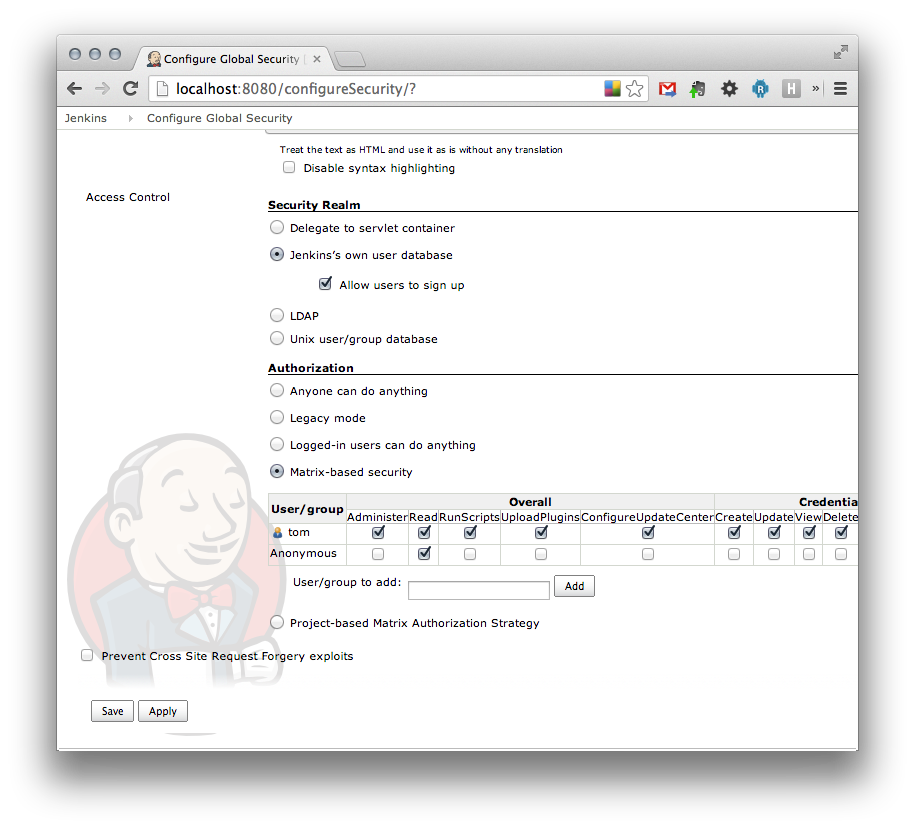 Configure Global Security
localhost:8080/configureSecurity/?
R
H
»
Jenkins
Configure Global Security
Treat the text as HTML and use it as is without any translation
Disable syntax highlighting
Access Control
Security Realm
Delegate to servlet container
Jenkins's own user database
Allow users to sign up
LDAP
Unix user/group database
Authorization
Anyone can do anything
Legacy mode
Logged-in users can do anything
Matrix-based security
User/group Overall Credentia
Administer Read RunScripts UploadPlugins ConfigureUpdateCenter Create Update View Delete
tom
Anonymous
User/group to add: Add
Project-based Matrix Authorization Strategy
Prevent Cross Site Request Forgery exploits
Save Apply